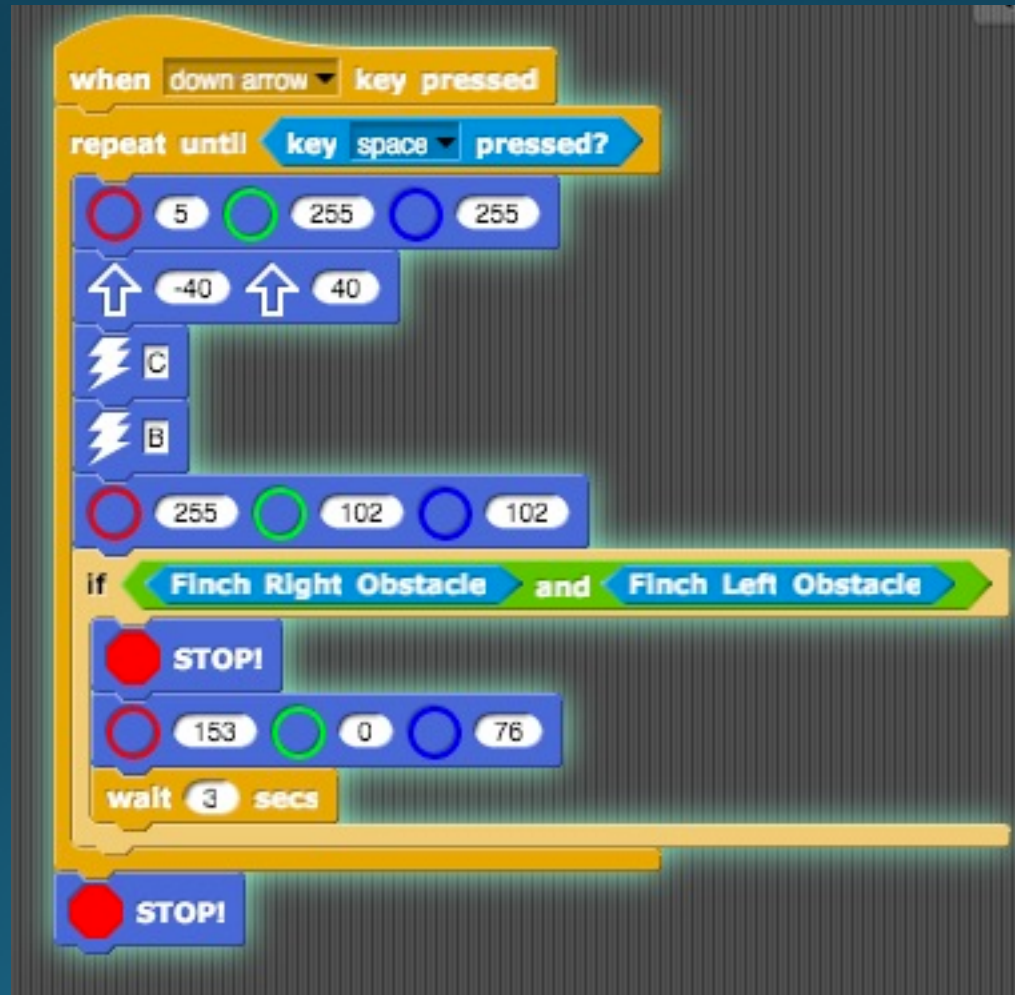 when down arrow key pressed
repeat until key space pressed?
5 255 255
-40 40
C
B
255 102 102
if Finch Right Obstacle and Finch Left Obstacle
STOP!
153 0 76
wait 3 secs
STOP!